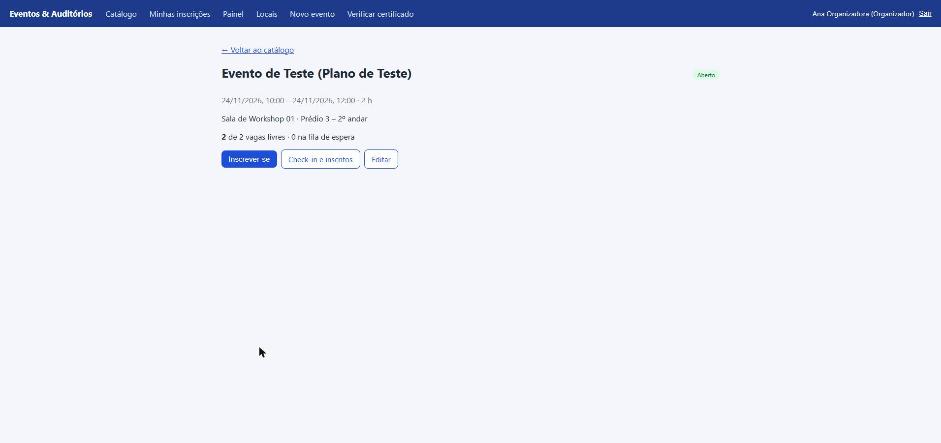 Eventos & Auditórios Catálogo Minhas inscrições Painel Locais Novo evento Verificar certificado Ana Organizadora (Organizador) Sair
← Voltar ao catálogo
Evento de Teste (Plano de Teste) Aberto
24/11/2026, 10:00 – 24/11/2026, 12:00 · 2 h
Sala de Workshop 01 · Prédio 3 – 2º andar
2 de 2 vagas livres · 0 na fila de espera
Inscrever-se Check-in e inscritos Editar